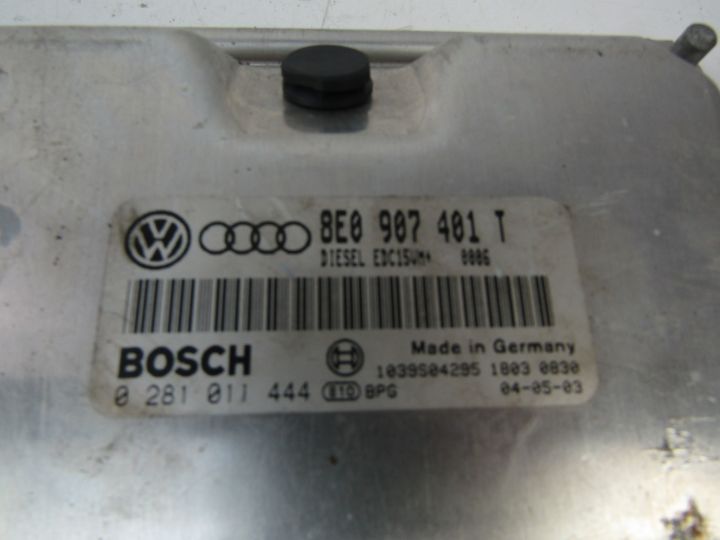 8E0 907 401 T
DIESEL EDC15VM+ 0006
BOSCH
Made in Germany
1039S04295 1803 0830
0 281 011 444 810 BPG 04-05-03